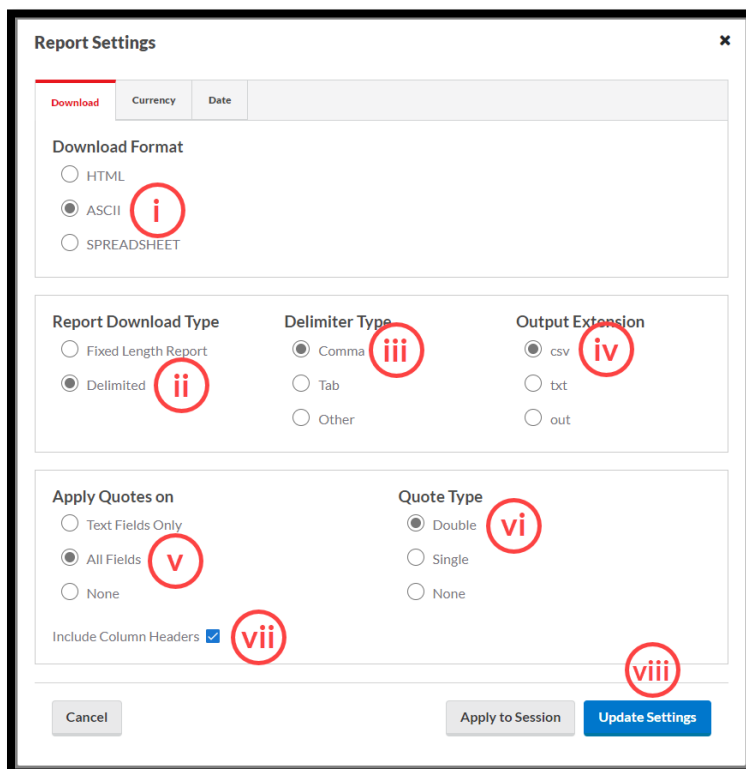 Report Settings
Download Currency Date
Download Format
HTML
ASCII i
SPREADSHEET
Report Download Type Delimiter Type Output Extension
Fixed Length Report Comma iii csv iv
Delimited ii Tab txt
Other out
Apply Quotes on Quote Type
Text Fields Only Double vi
All Fields v Single
None None
Include Column Headers vii
viii
Cancel Apply to Session Update Settings